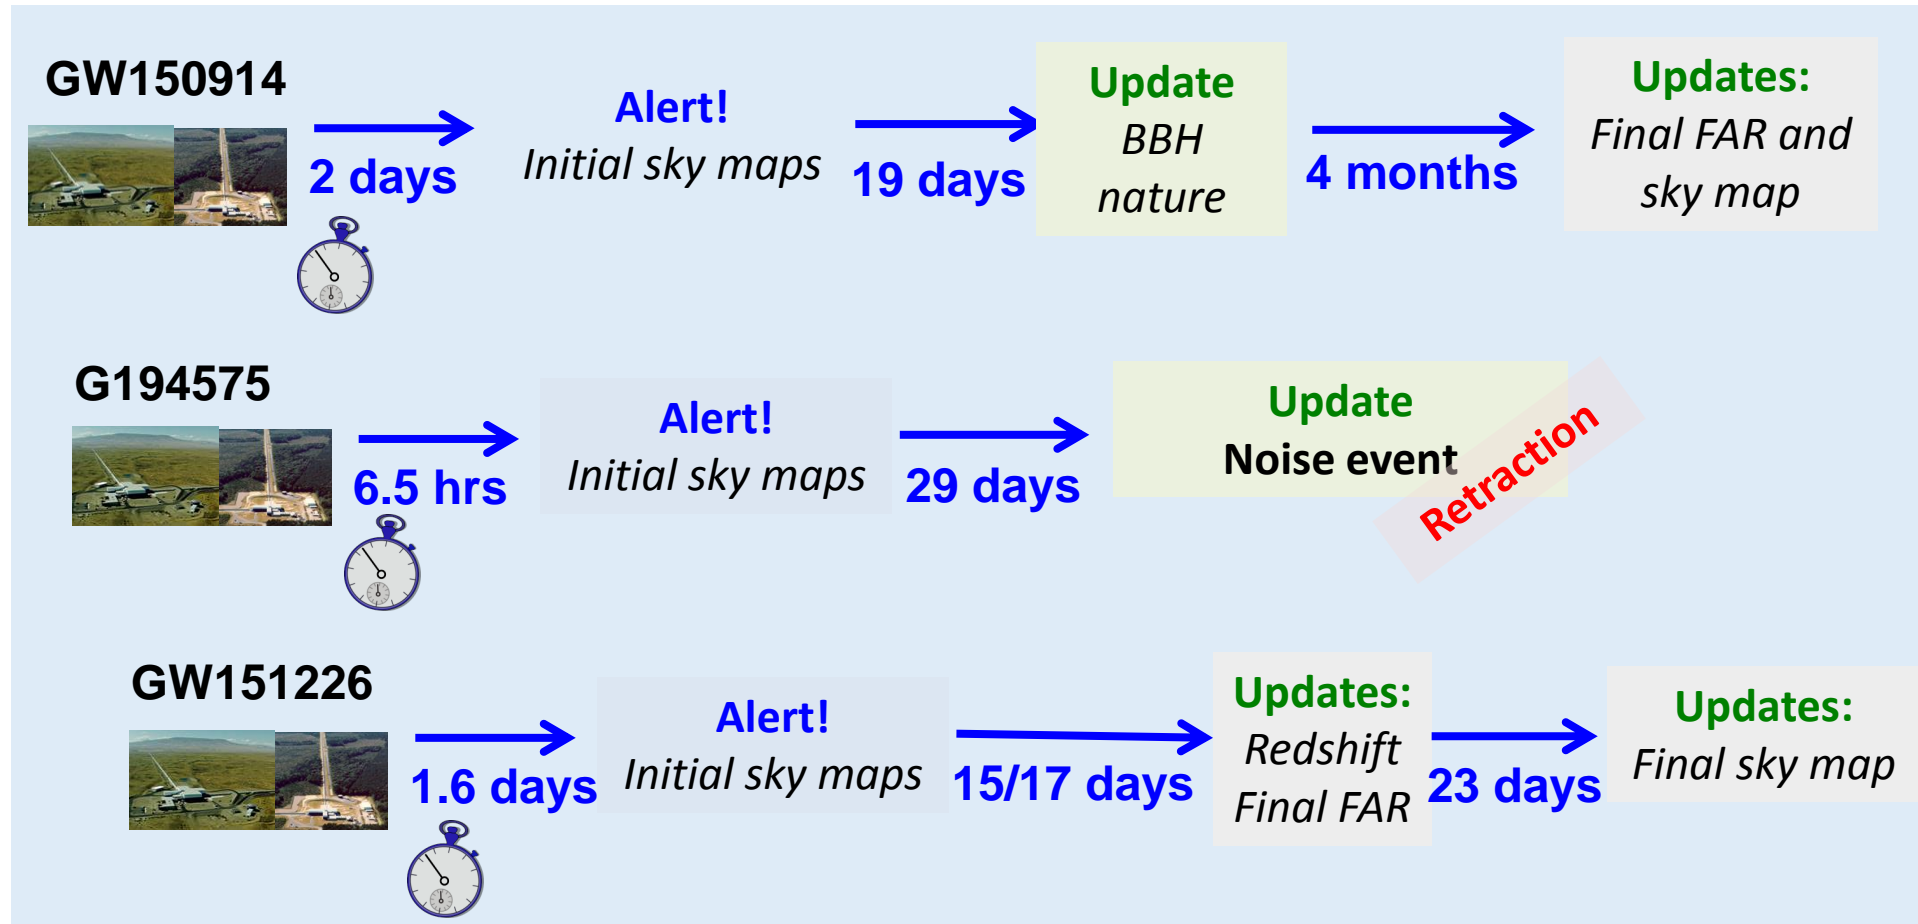 GW150914
2 days
Alert!
Initial sky maps
19 days
Update
BBH
nature
4 months
Updates:
Final FAR and
sky map
G194575
6.5 hrs
Alert!
Initial sky maps
29 days
Update
Noise event
Retraction
GW151226
1.6 days
Alert!
Initial sky maps
15/17 days
Updates:
Redshift
Final FAR
23 days
Updates:
Final sky map